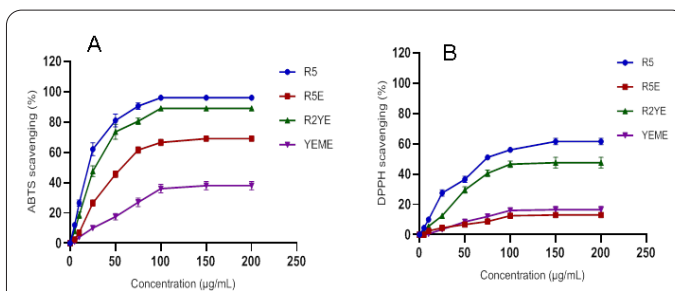 A
120
100
80
60
40
20
0
0
50
100
150
200
250
ABTS scavenging (%)
Concentration (µg/mL)
R5
R5E
R2YE
YEME
B
120
100
80
60
40
20
0
0
50
100
150
200
250
DPPH scavenging (%)
Concentration (µg/mL)
R5
R5E
R2YE
YEME